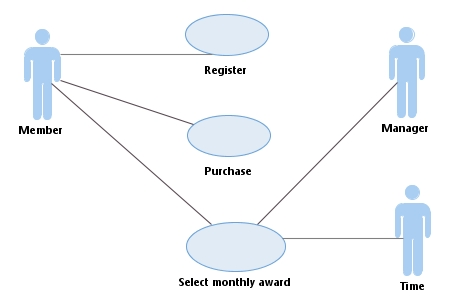 Register
Member
Manager
Purchase
Select monthly award
Time